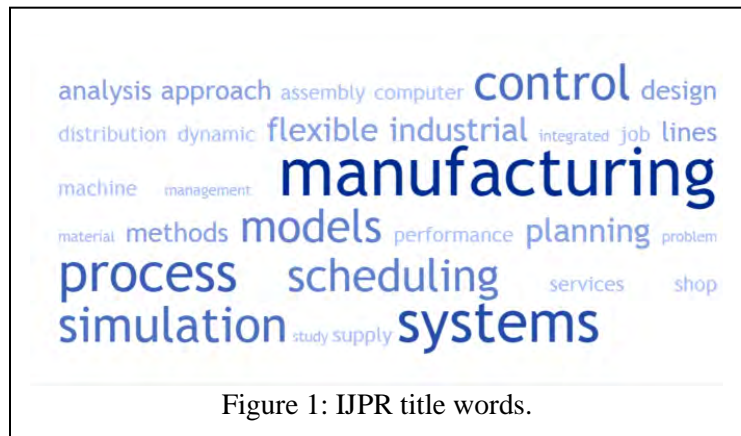 analysis approach assembly computer control design
distribution dynamic flexible industrial integrated job lines
machine management manufacturing
material methods models performance planning problem
process scheduling services shop
simulation study supply systems
Figure 1: IJPR title words.